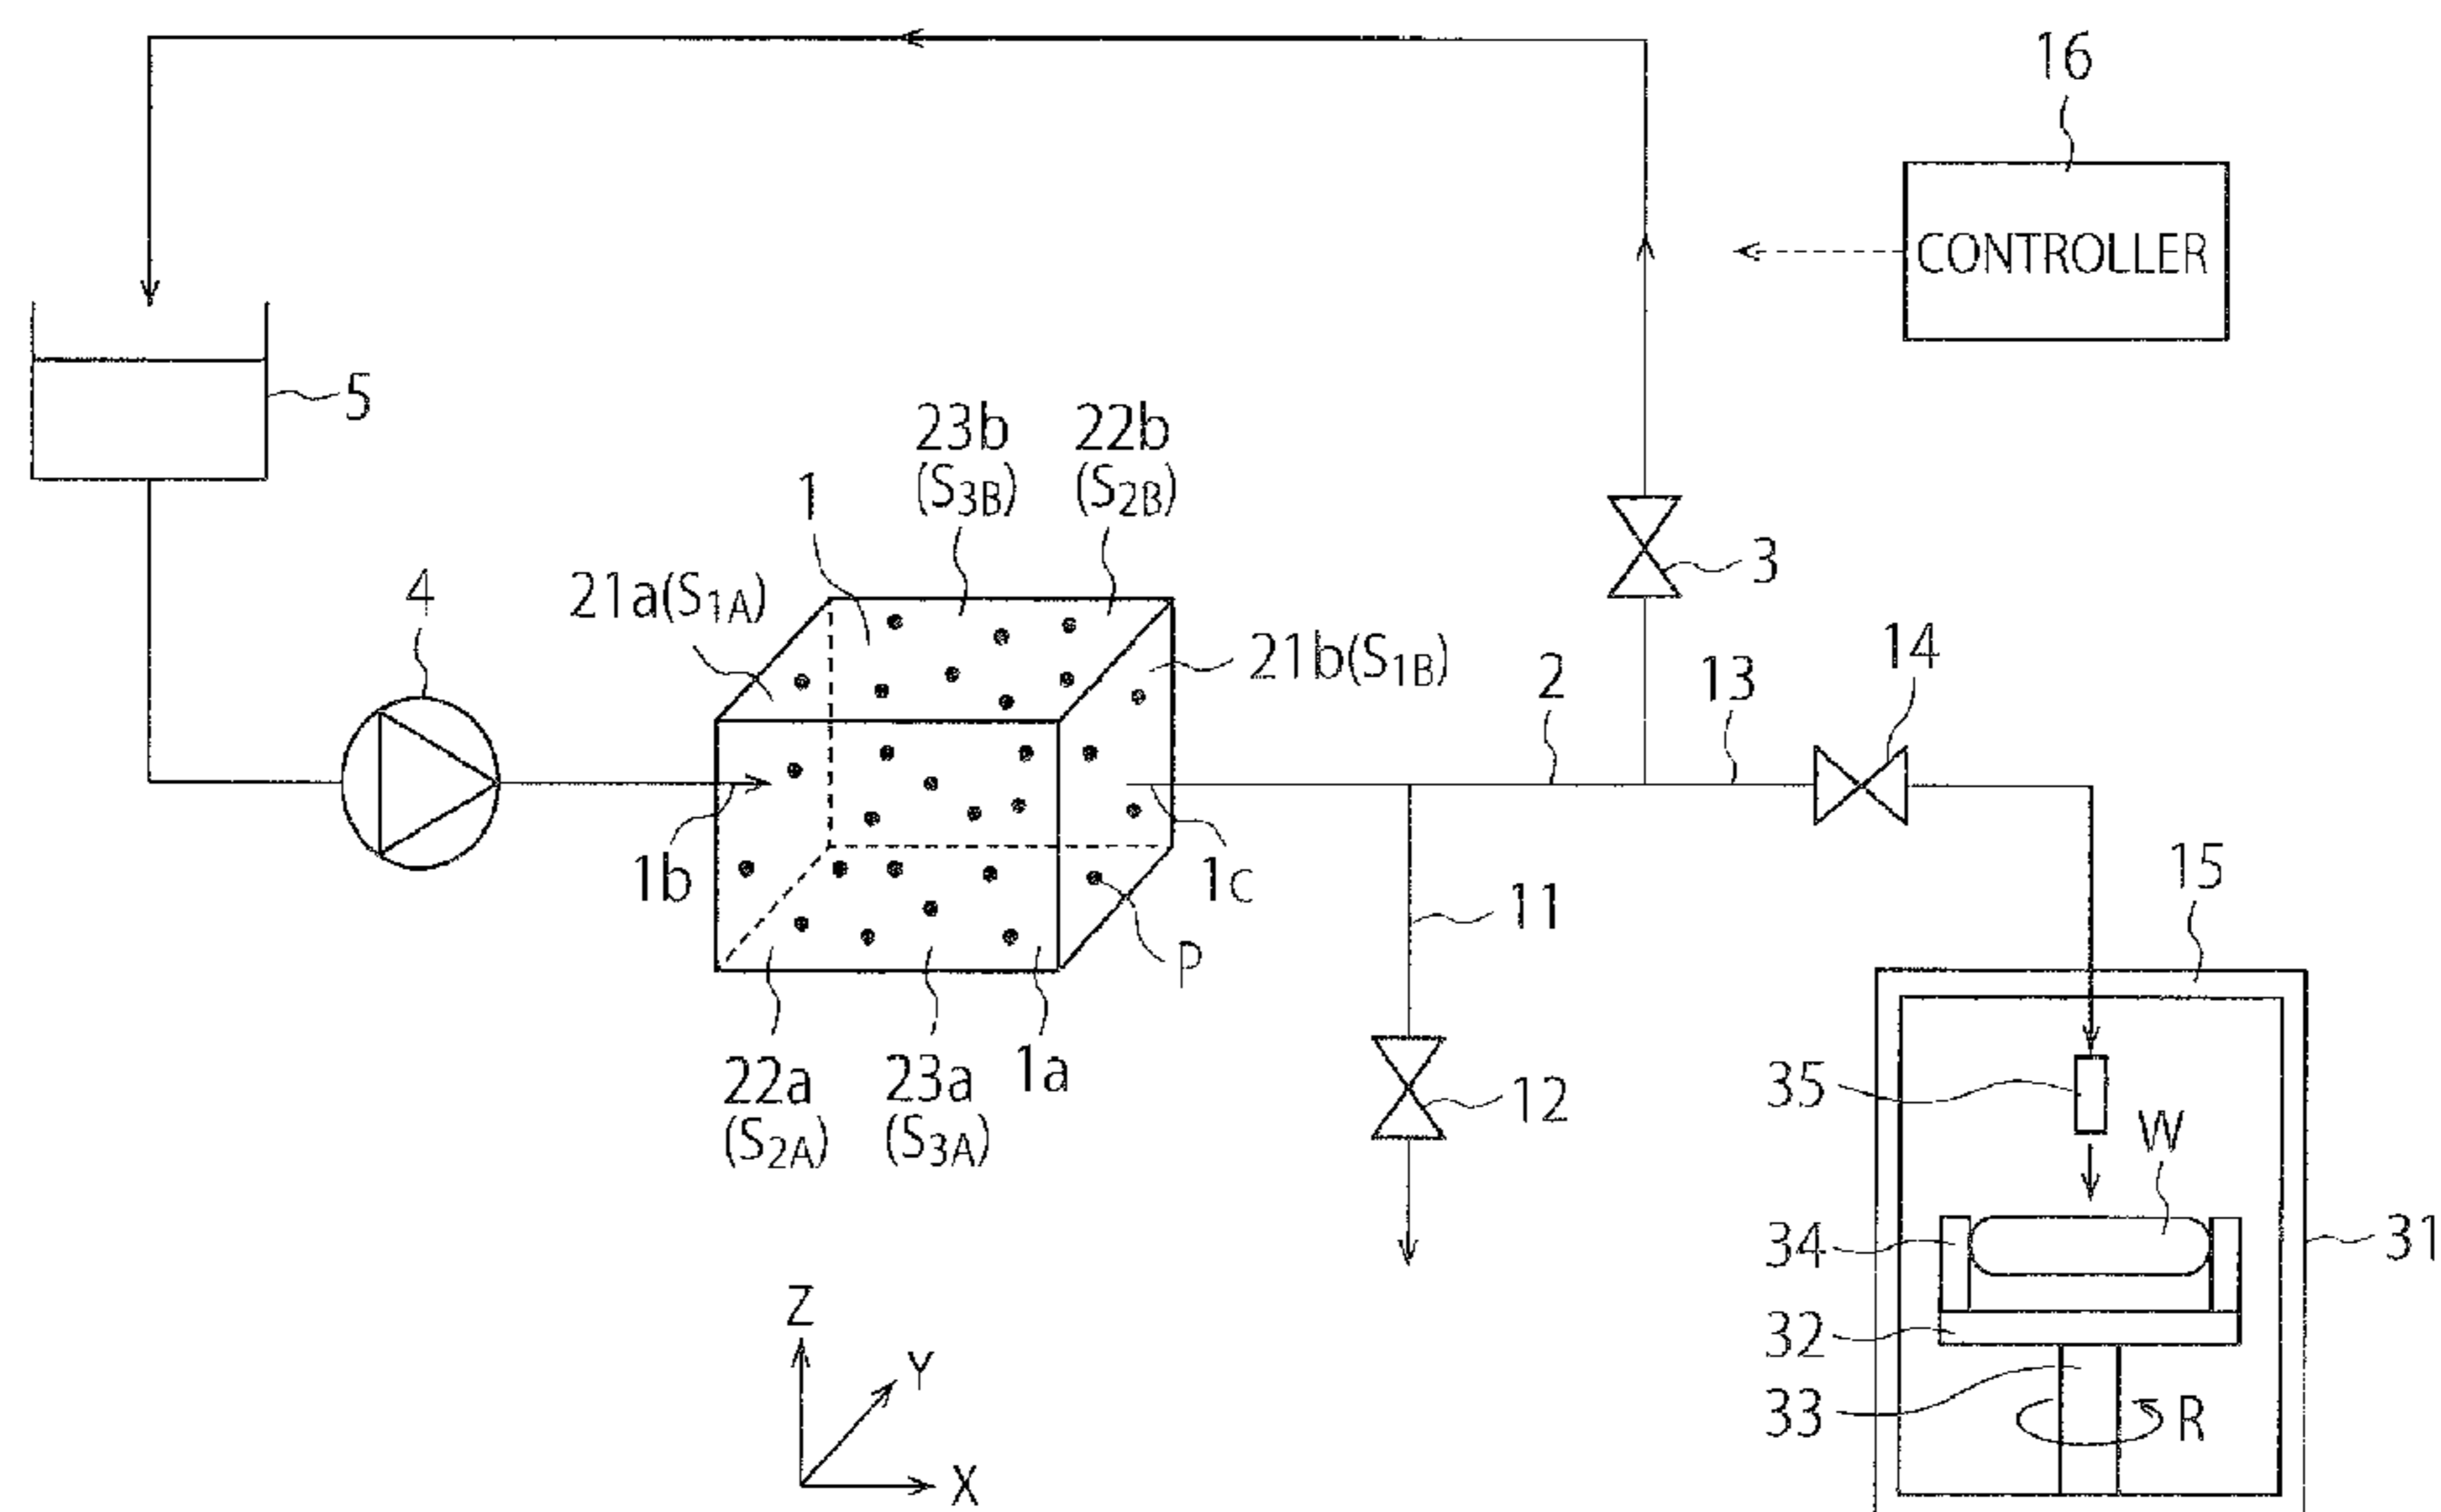 16
CONTROLLER
5
23b
(S3B)
22b
(S2B)
1
21a(S1A)
4
3
21b(S1B)
2
13
14
1b
1c
15
11
P
22a
(S2A)
23a
(S3A)
1a
12
35
W
34
31
32
33
R
Z
Y
X